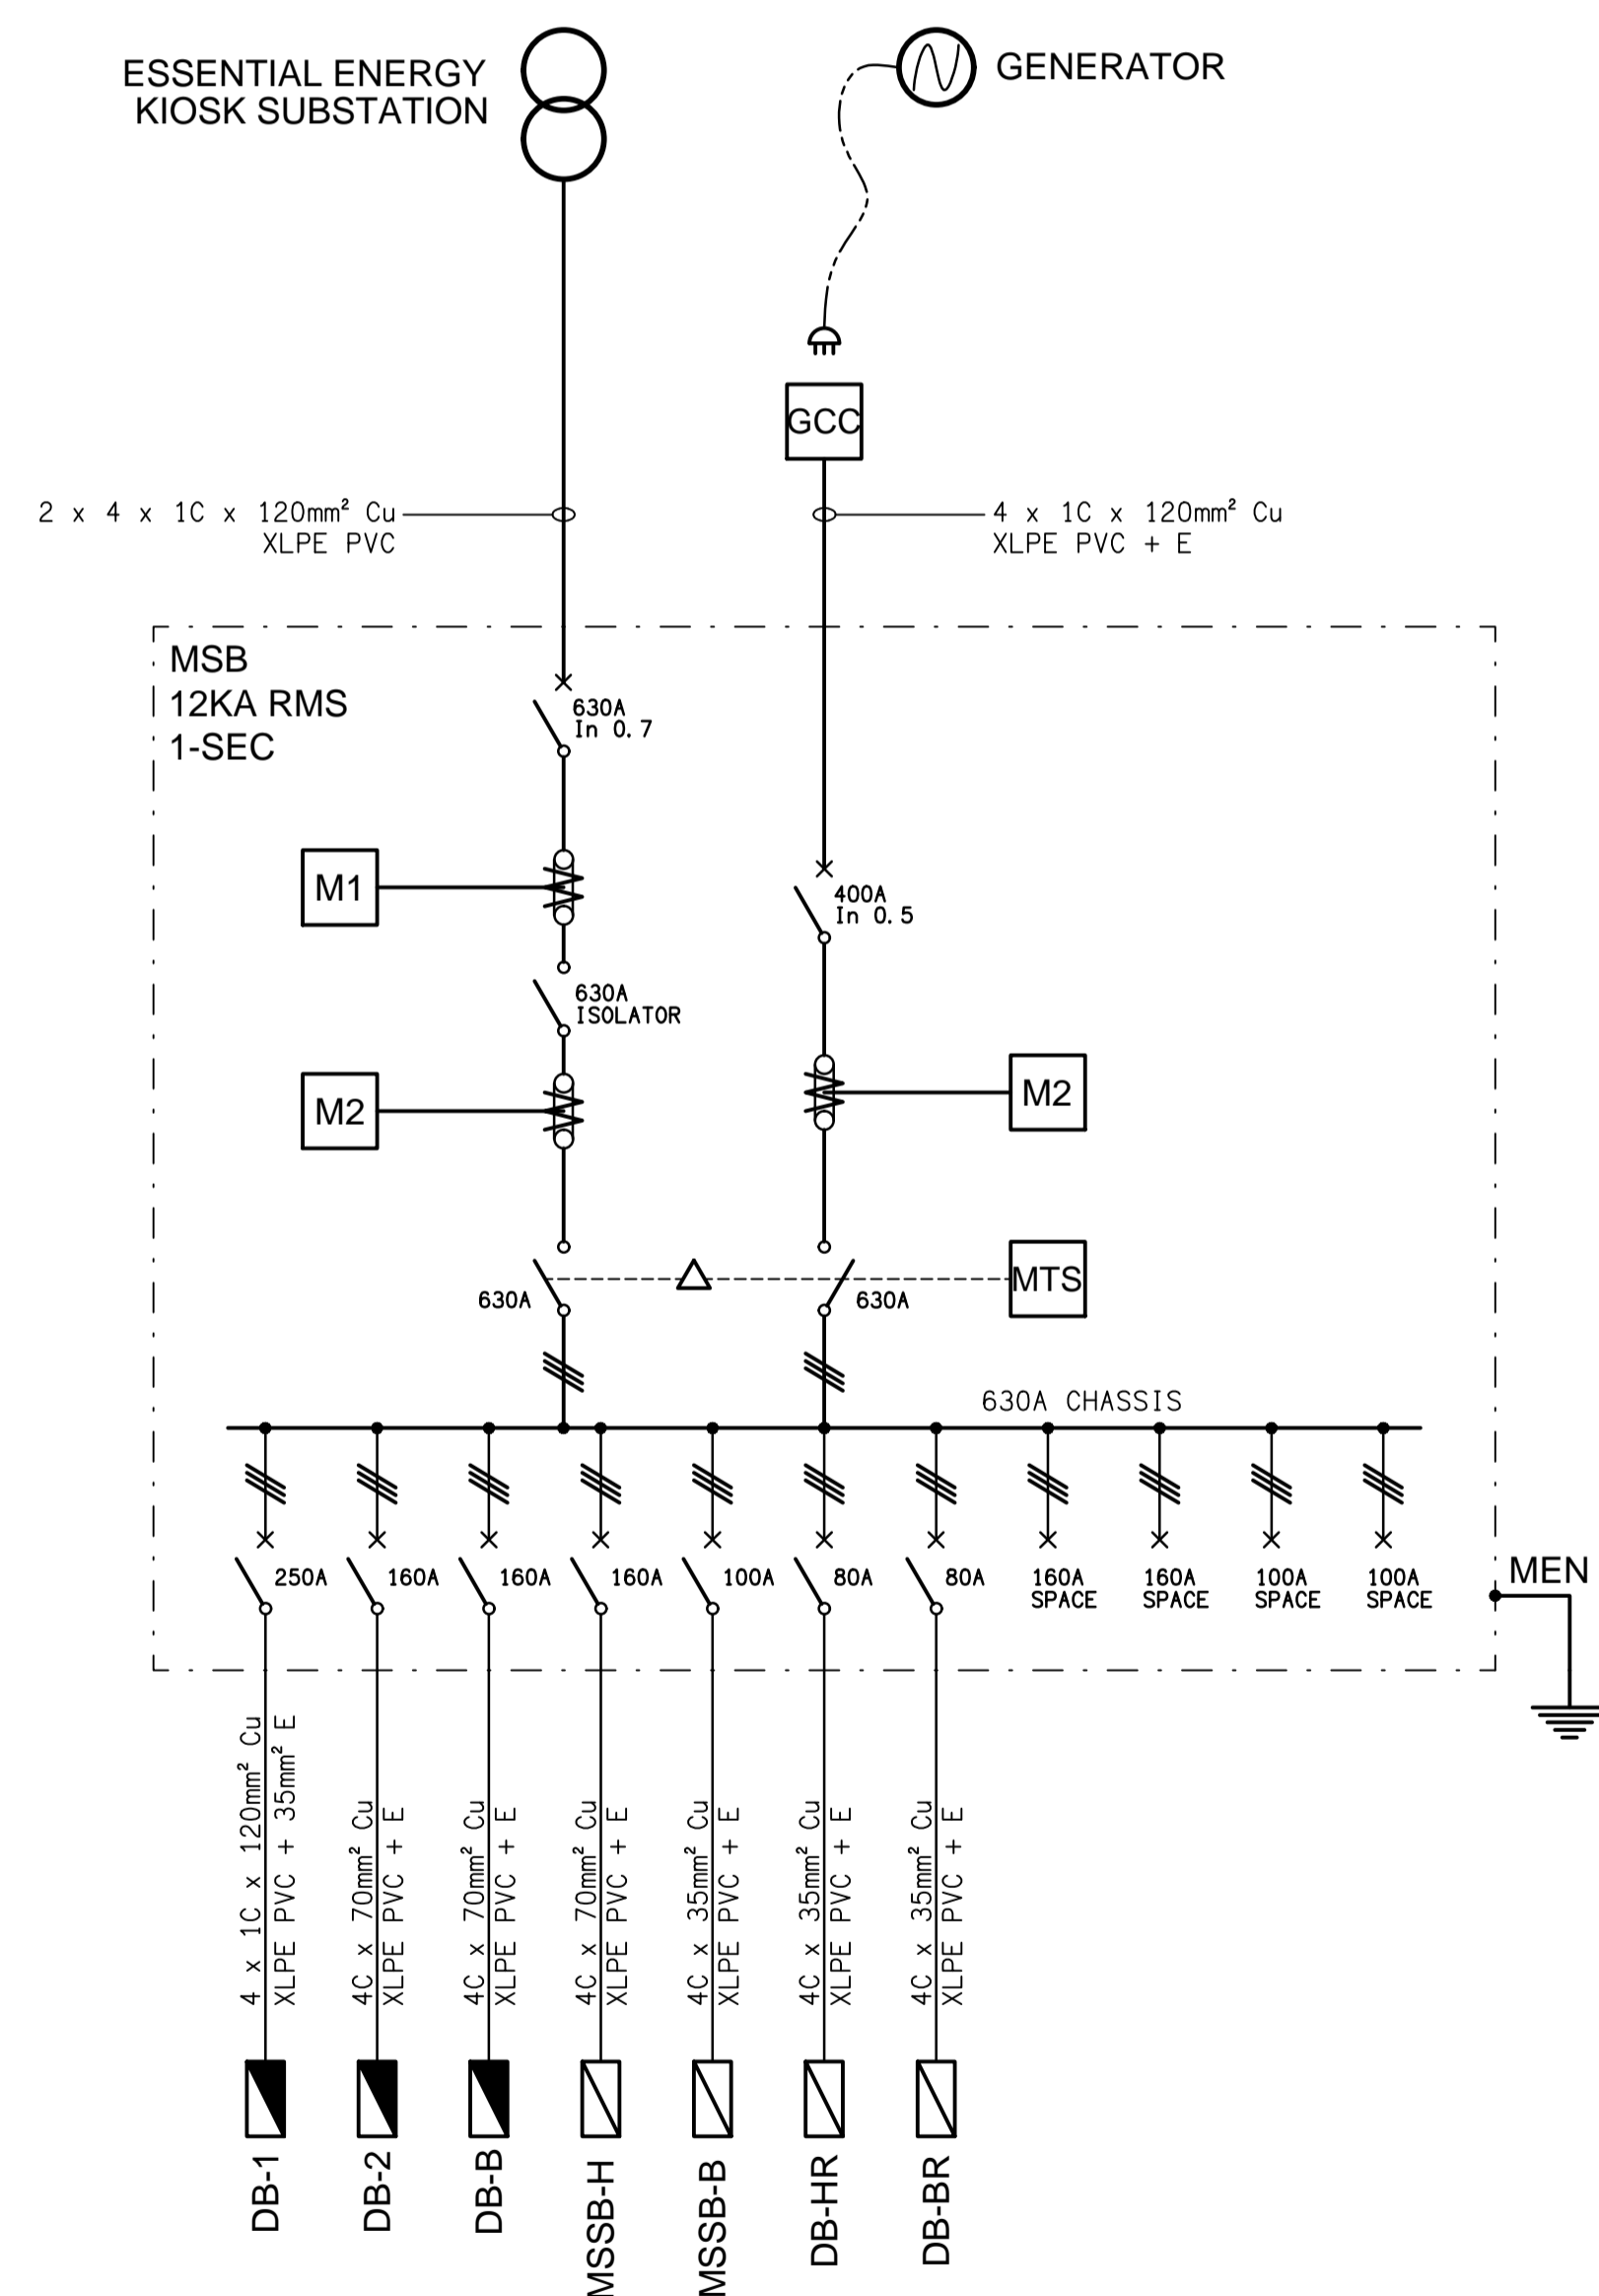 ESSENTIAL ENERGY
KIOSK SUBSTATION
GENERATOR
GCC
2 x 4 x 1C x 120mm² Cu
XLPE PVC
4 x 1C x 120mm² Cu
XLPE PVC + E
MSB
12KA RMS
1-SEC
630A
In 0.7
M1
400A
In 0.5
630A
ISOLATOR
M2
M2
MTS
630A
630A
630A CHASSIS
250A
160A
160A
160A
100A
80A
80A
160A
SPACE
160A
SPACE
100A
SPACE
100A
SPACE
MEN
4 x 1C x 120mm² Cu
XLPE PVC + 35mm² E
4C x 70mm² Cu
XLPE PVC + E
4C x 70mm² Cu
XLPE PVC + E
4C x 70mm² Cu
XLPE PVC + E
4C x 35mm² Cu
XLPE PVC + E
4C x 35mm² Cu
XLPE PVC + E
4C x 35mm² Cu
XLPE PVC + E
DB-1
DB-2
DB-B
MSSB-H
MSSB-B
DB-HR
DB-BR